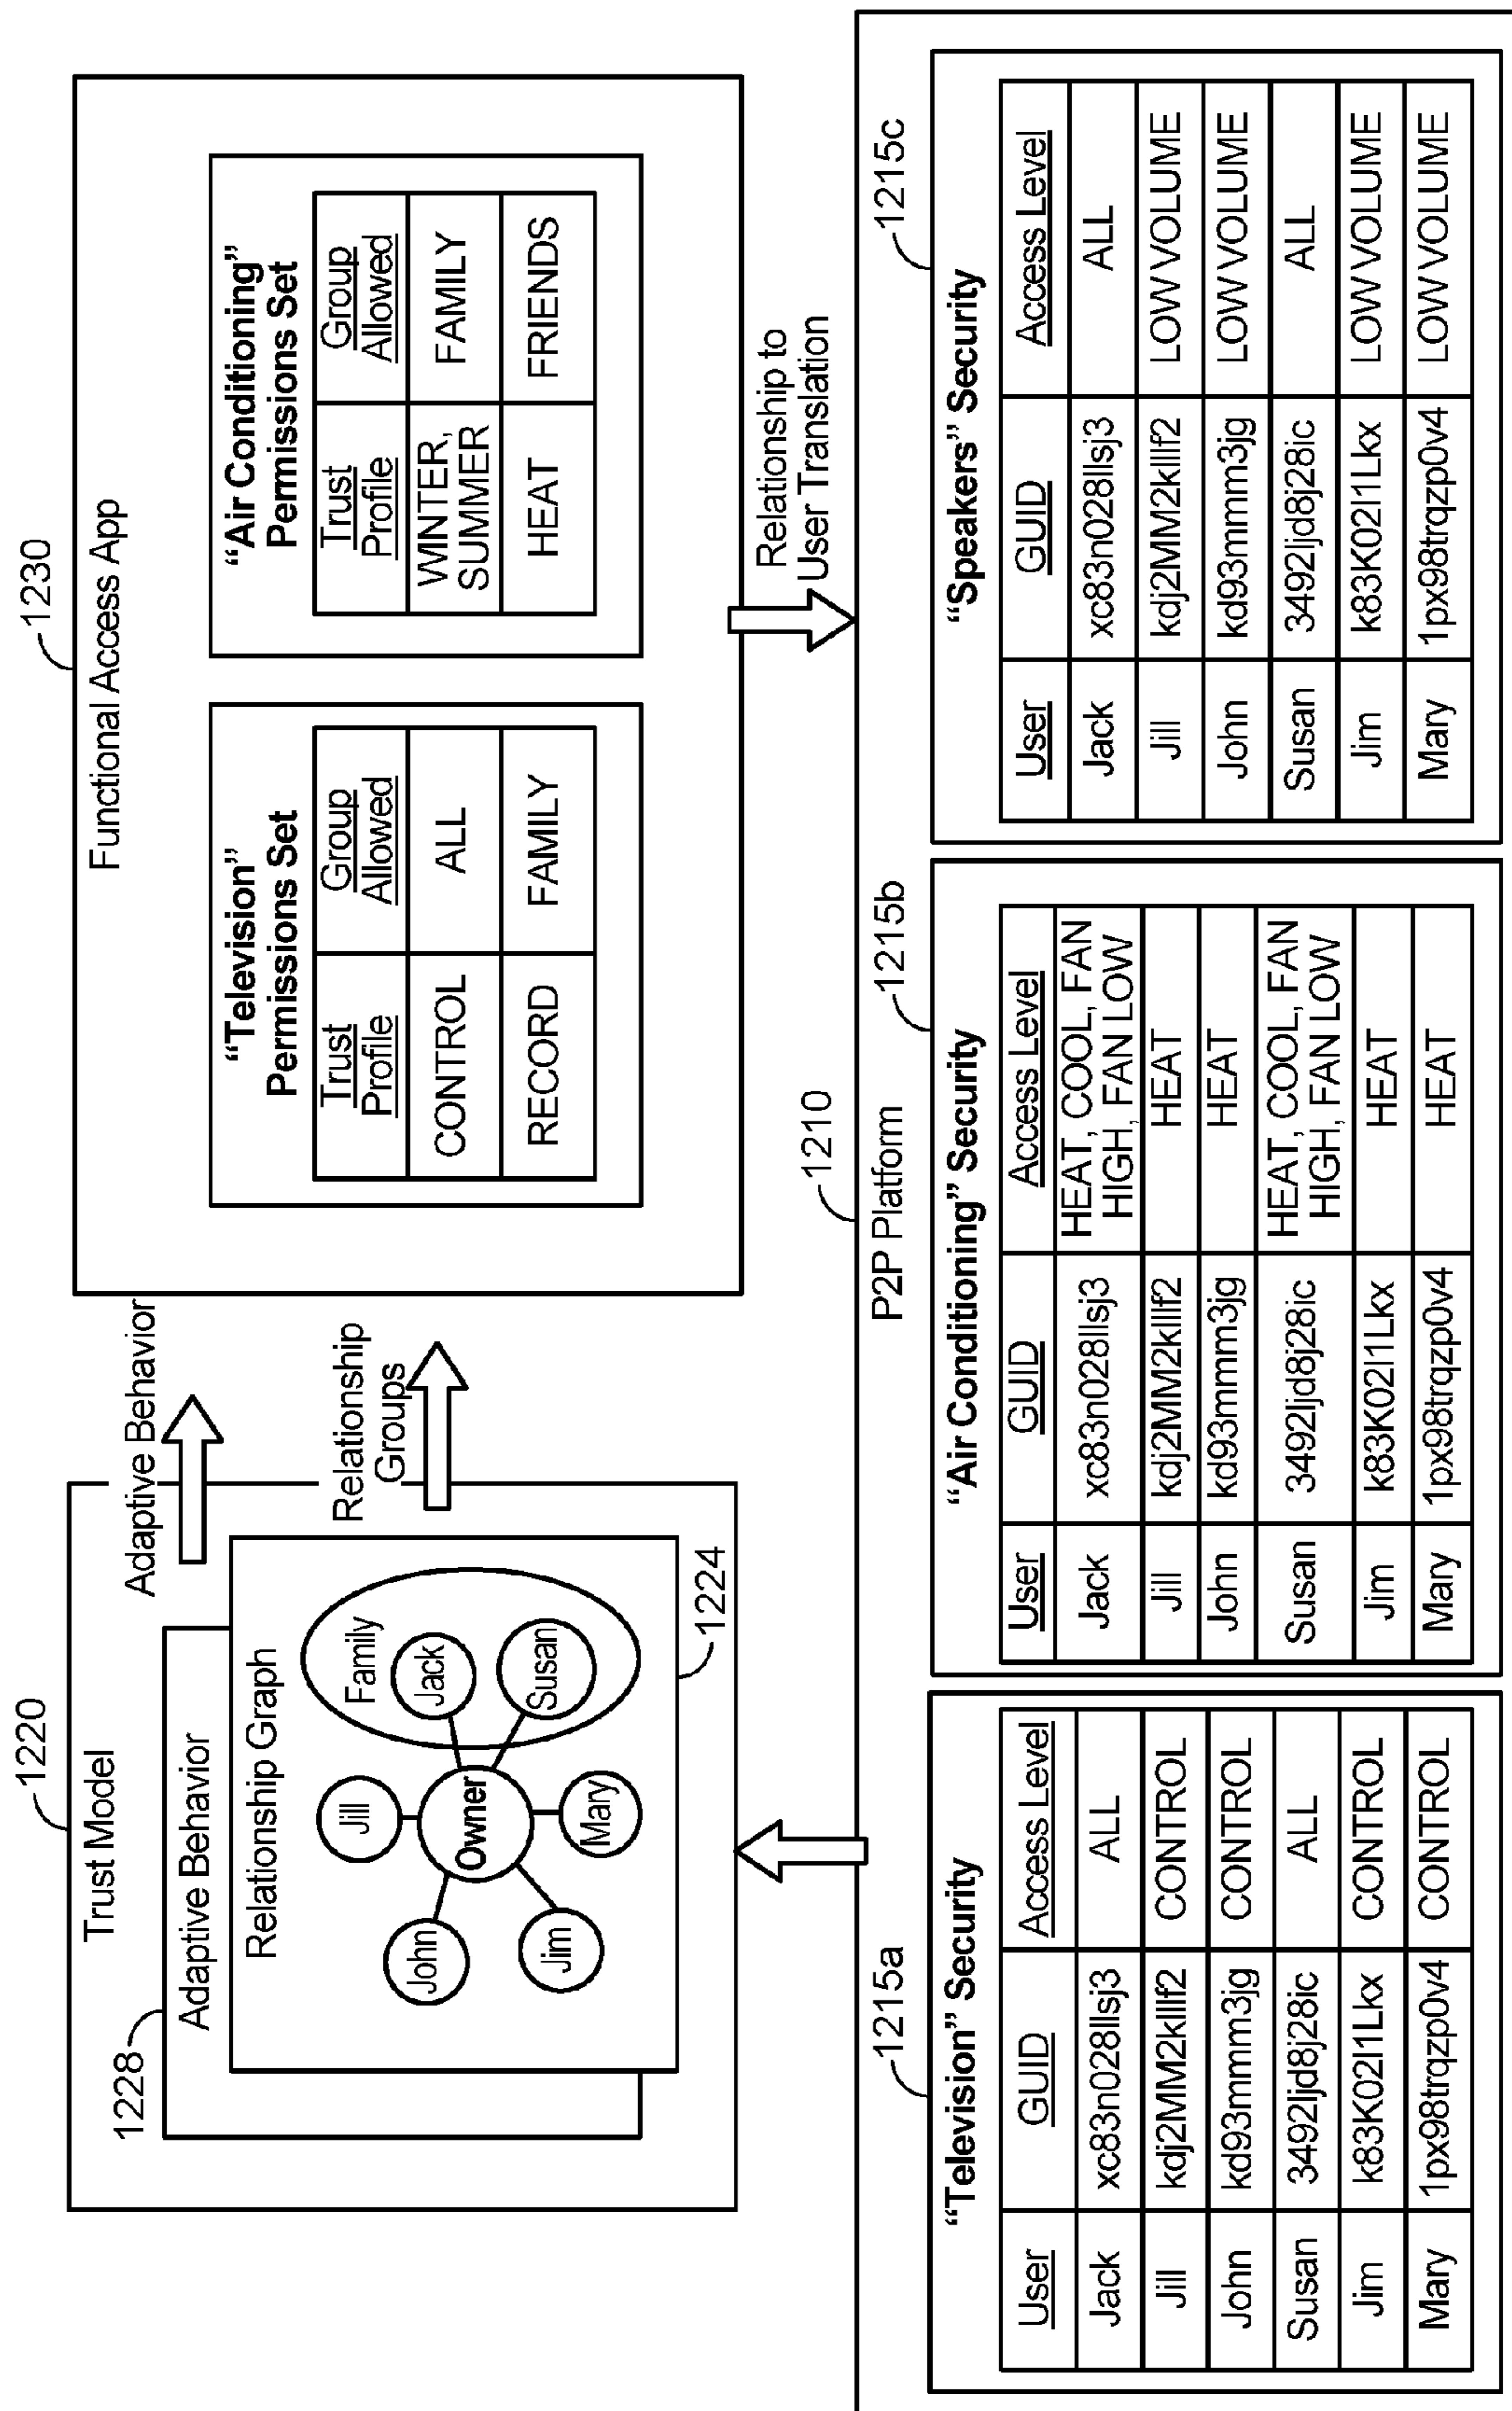 1220
Trust Model
1228
Adaptive Behavior
Relationship Graph
Family
Jill
Jack
John
Owner
Susan
Jim
Mary
1224
Adaptive Behavior
Relationship
Groups
1230
Functional Access App
“Television”
Permissions Set
Trust Profile Group Allowed
CONTROL ALL
RECORD FAMILY
“Air Conditioning”
Permissions Set
Trust Profile Group Allowed
WINTER, SUMMER FAMILY
HEAT FRIENDS
Relationship to
User Translation
1210
P2P Platform
1215a
“Television” Security
User GUID Access Level
Jack xc83n028llsj3 ALL
Jill kdj2MM2klllf2 CONTROL
John kd93mmm3jg CONTROL
Susan 3492ljd8j28ic ALL
Jim k83K02l1Lkx CONTROL
Mary 1px98trqzp0v4 CONTROL
1215b
“Air Conditioning” Security
User GUID Access Level
Jack xc83n028llsj3 HEAT, COOL, FAN HIGH, FAN LOW
Jill kdj2MM2klllf2 HEAT
John kd93mmm3jg HEAT
Susan 3492ljd8j28ic HEAT, COOL, FAN HIGH, FAN LOW
Jim k83K02l1Lkx HEAT
Mary 1px98trqzp0v4 HEAT
1215c
“Speakers” Security
User GUID Access Level
Jack xc83n028llsj3 ALL
Jill kdj2MM2klllf2 LOW VOLUME
John kd93mmm3jg LOW VOLUME
Susan 3492ljd8j28ic ALL
Jim k83K02l1Lkx LOW VOLUME
Mary 1px98trqzp0v4 LOW VOLUME